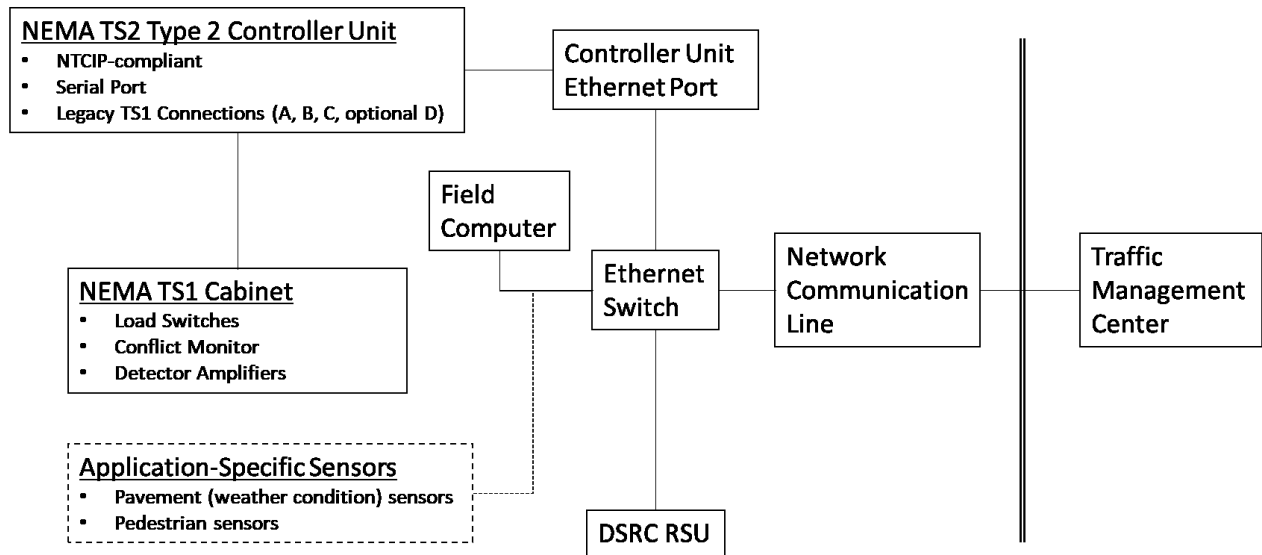 NEMA TS2 Type 2 Controller Unit
▪ NTCIP-compliant
▪ Serial Port
▪ Legacy TS1 Connections (A, B, C, optional D)
Controller Unit
Ethernet Port
Field
Computer
NEMA TS1 Cabinet
▪ Load Switches
▪ Conflict Monitor
▪ Detector Amplifiers
Ethernet
Switch
Network
Communication
Line
Traffic
Management
Center
Application-Specific Sensors
▪ Pavement (weather condition) sensors
▪ Pedestrian sensors
DSRC RSU